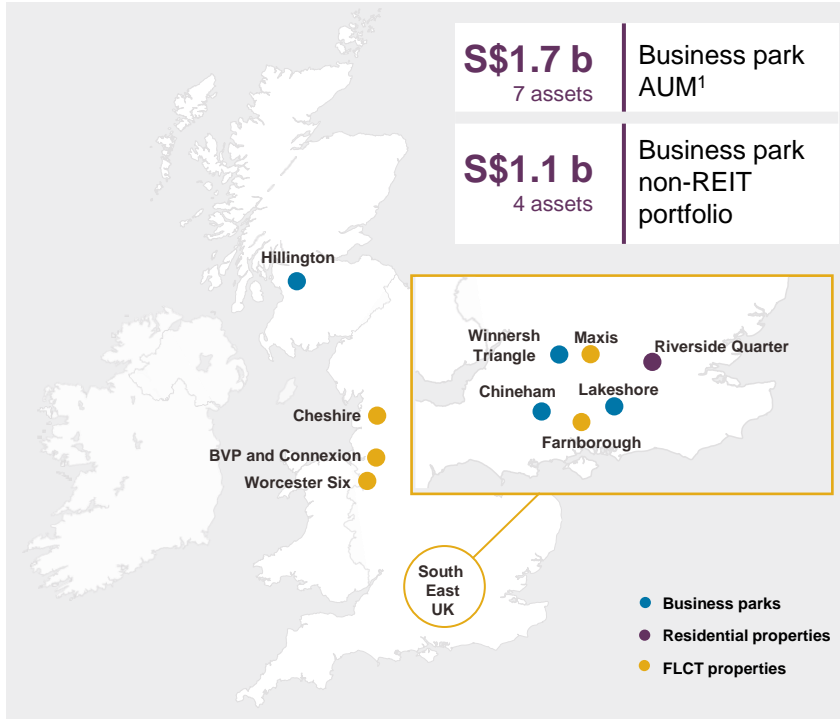 S$1.7 b
7 assets
Business park
AUM¹
S$1.1 b
4 assets
Business park
non-REIT
portfolio
Hillington
Winnersh
Triangle
Maxis
Riverside Quarter
Chineham
Lakeshore
Farnborough
Cheshire
BVP and Connexion
Worcester Six
South
East
UK
Business parks
Residential properties
FLCT properties